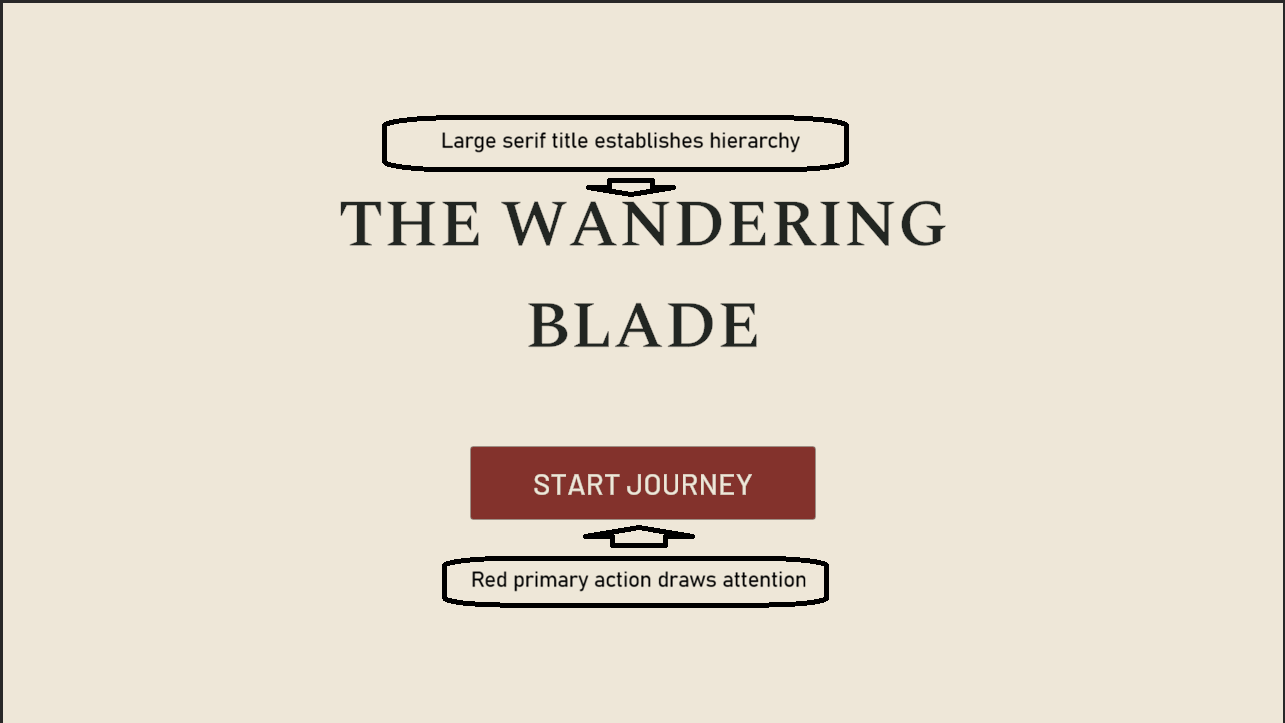 Large serif title establishes hierarchy
THE WANDERING
BLADE
START JOURNEY
Red primary action draws attention